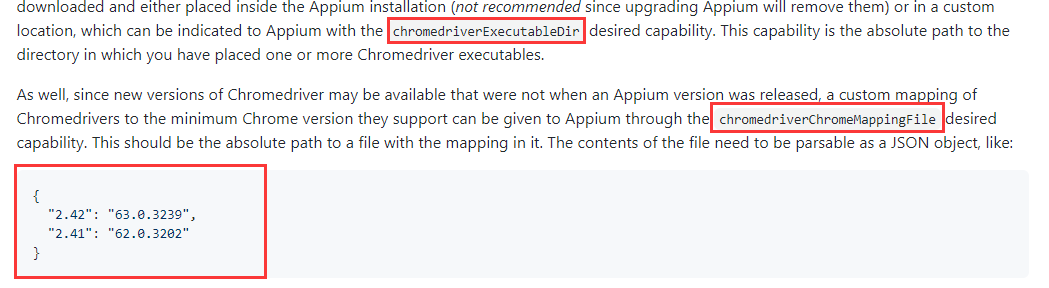 downloaded and either placed inside the Appium installation (not recommended since upgrading Appium will remove them) or in a custom
location, which can be indicated to Appium with the chromedriverExecutableDir desired capability. This capability is the absolute path to the
directory in which you have placed one or more Chromedriver executables.
As well, since new versions of Chromedriver may be available that were not when an Appium version was released, a custom mapping of
Chromedrivers to the minimum Chrome version they support can be given to Appium through the chromedriverChromeMappingFile desired
capability. This should be the absolute path to a file with the mapping in it. The contents of the file need to be parsable as a JSON object, like:
{
"2.42": "63.0.3239",
"2.41": "62.0.3202"
}